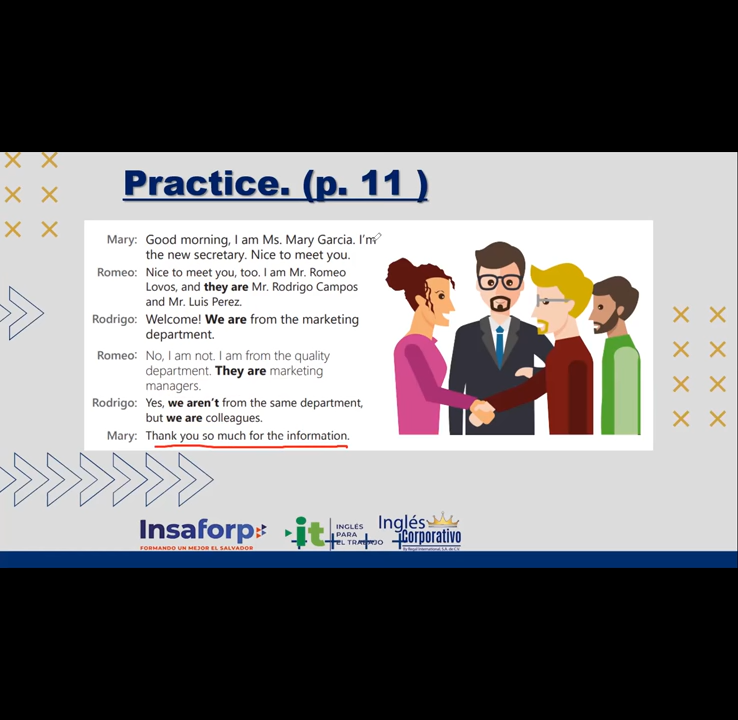 Practice. (p. 11 )
Mary: Good morning, I am Ms. Mary Garcia. I'm
the new secretary. Nice to meet you.
Romeo: Nice to meet you, too. I am Mr. Romeo
Lovos, and they are Mr. Rodrigo Campos
and Mr. Luis Perez.
Rodrigo: Welcome! We are from the marketing
department.
Romeo: No, I am not. I am from the quality
department. They are marketing
managers.
Rodrigo: Yes, we aren't from the same department,
but we are colleagues.
Mary: Thank you so much for the information.
Insaforp
FORMANDO UN MEJOR EL SALVADOR
it
INGLÉS
PARA
EL TRABAJO
Inglés
Corporativo
By Royal International, S.A. de C.V.